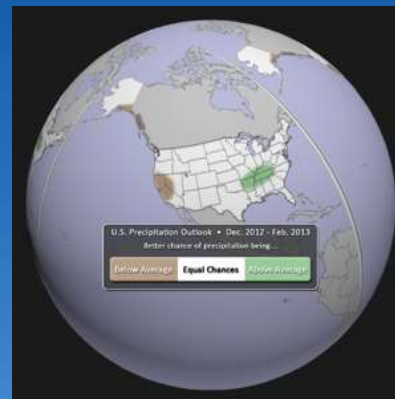 U.S. Precipitation Outlook • Dec. 2012 - Feb. 2013
Better chance of precipitation being...
Below Average Equal Chances Above Average